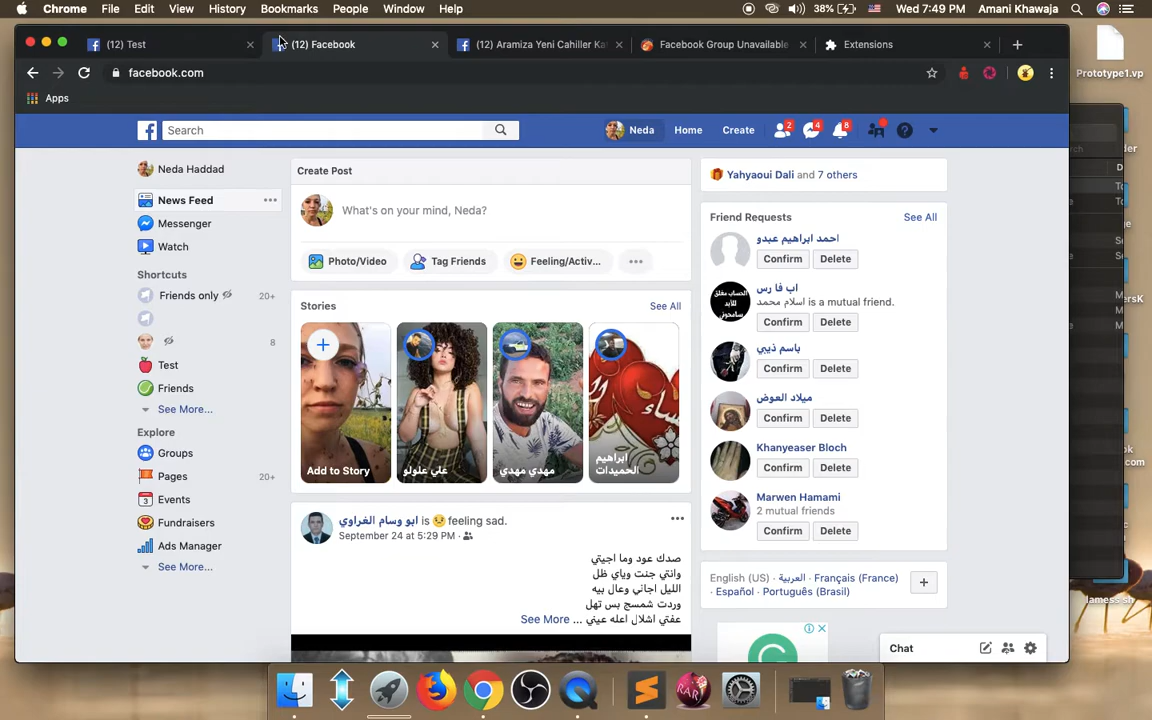 Chrome File Edit View History Bookmarks People Window Help 38% Wed 7:49 PM Amani Khawaja
(12) Test
(12) Facebook
(12) Aramiza Yeni Cahiller Ka
Facebook Group Unavailable
Extensions
Prototype1.vp
facebook.com
Apps
Search
Neda Home Create 2 4 8
Neda Haddad
News Feed
Messenger
Watch
Shortcuts
Friends only 20+
8
Test
Friends
See More...
Explore
Groups
Pages 20+
Events
Fundraisers
Ads Manager
See More...
Create Post
What's on your mind, Neda?
Photo/Video Tag Friends Feeling/Activ...
Stories See All
Add to Story
علي علولو
مهدي مهدي
ابراهيم
الحميدات
ابو وسام الغراوي is feeling sad.
September 24 at 5:29 PM
صدك عود وما اجيتي
وانتي جنت وياي ظل
الليل اجاني وعال بيه
وردت شمسج بس تهل
عفتي اشلال اعله عيني ... See More
Yahyaoui Dali and 7 others
Friend Requests See All
احمد ابراهيم عبدو
Confirm Delete
اب فا رس
اسلام محمد is a mutual friend.
Confirm Delete
باسم ذيبي
Confirm Delete
ميلاد العوض
Confirm Delete
Khanyeaser Bloch
Confirm Delete
Marwen Hamami
2 mutual friends
Confirm Delete
English (US) · العربية · Français (France)
· Español · Português (Brasil)
Chat
RAR